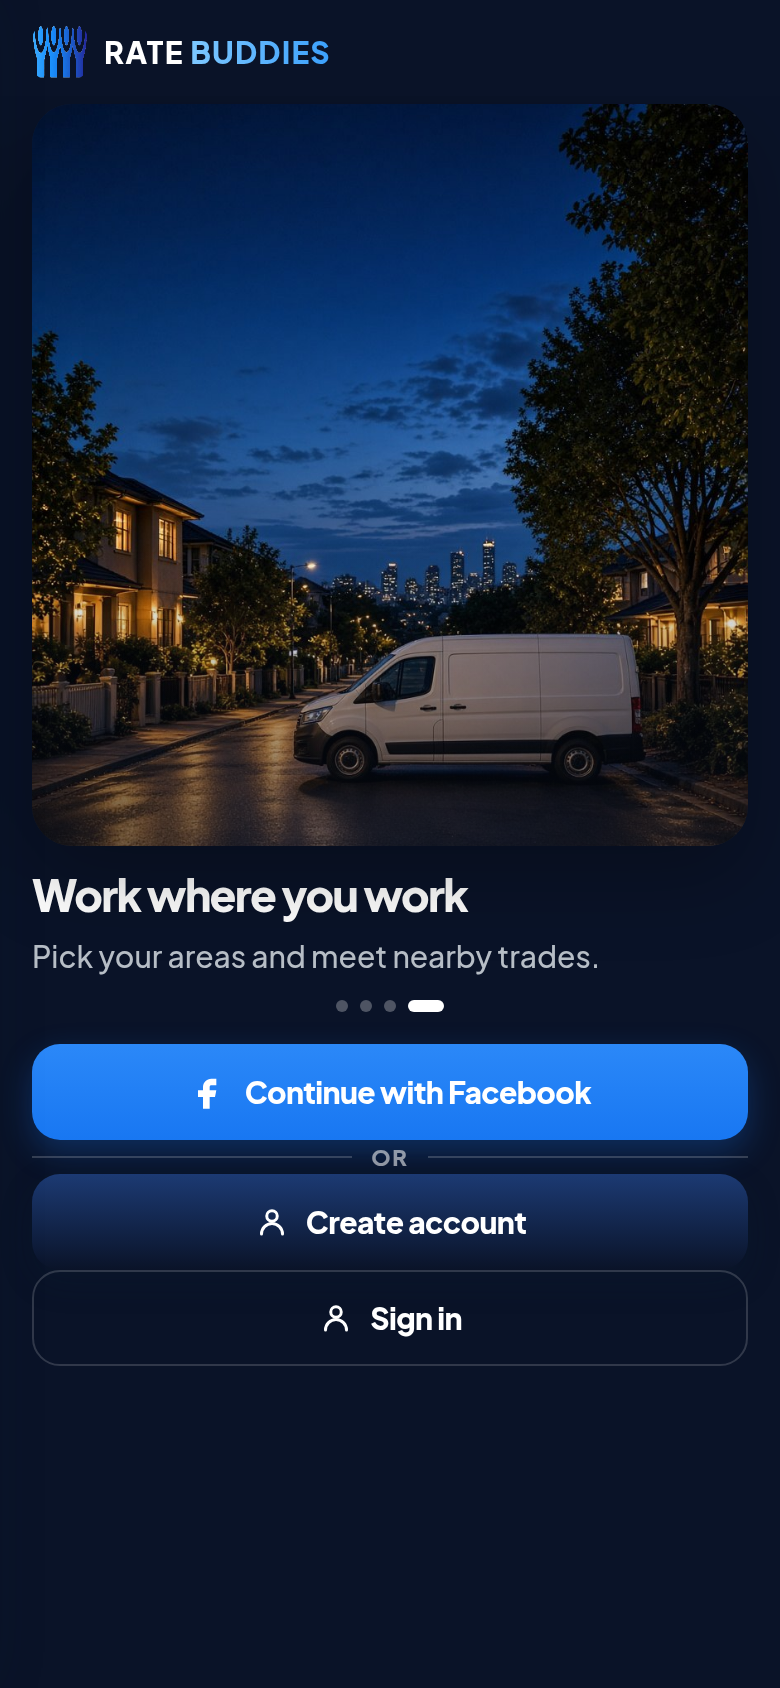 RATE BUDDIES
Work where you work
Pick your areas and meet nearby trades.
Continue with Facebook
OR
Create account
Sign in